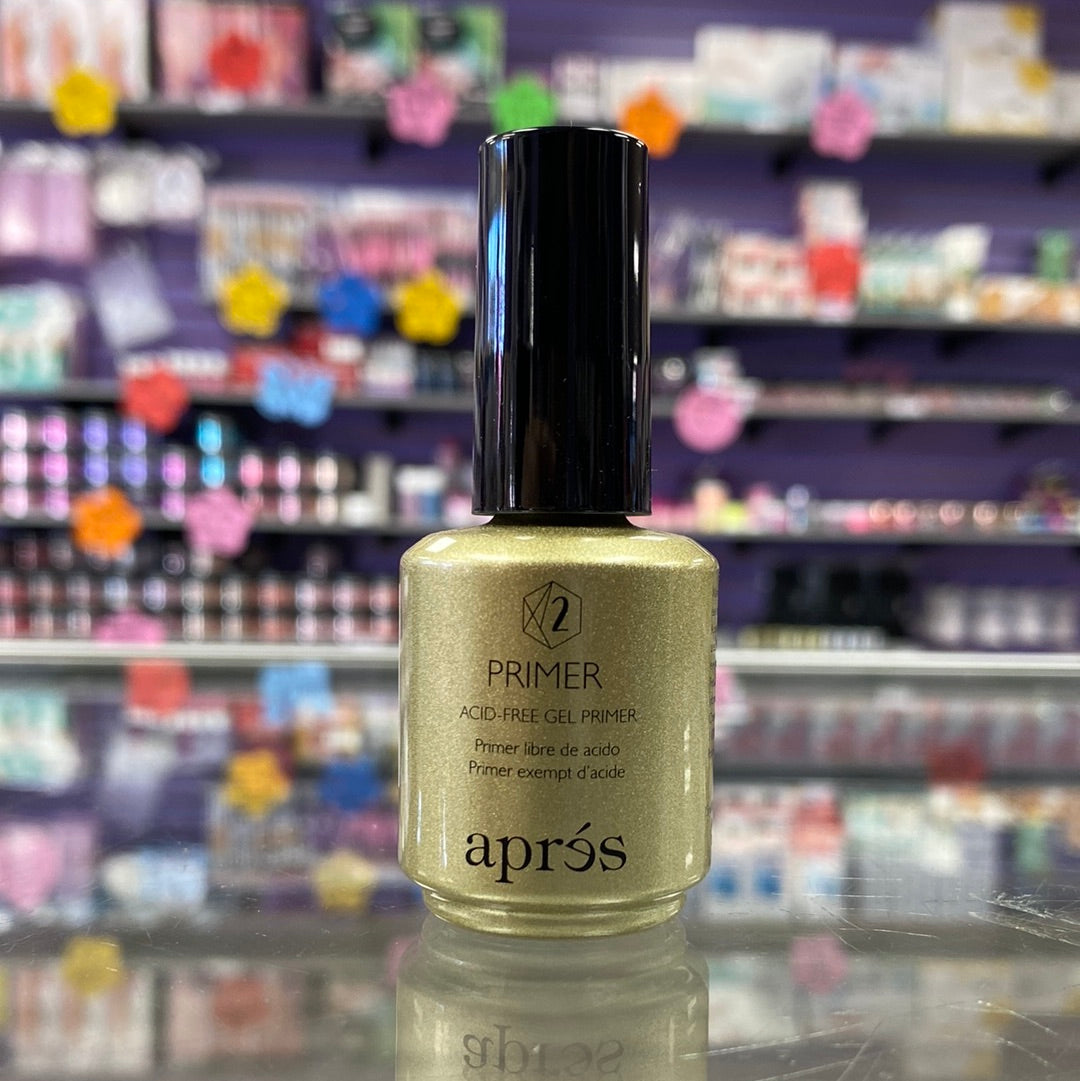 2
PRIMER
ACID-FREE GEL PRIMER
Primer libre de acido
Primer exempt d'acide
aprés